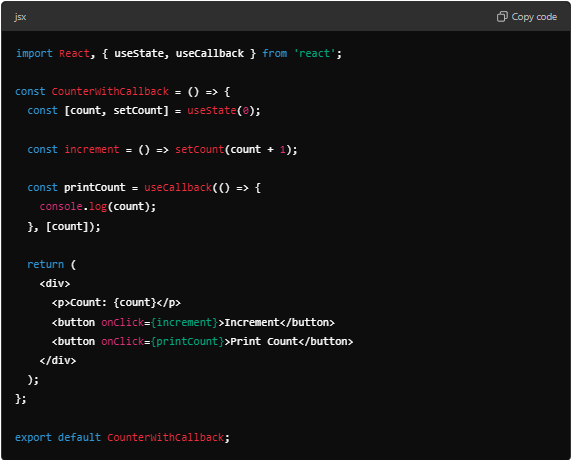 jsx
Copy code
import React, { useState, useCallback } from 'react';
const CounterWithCallback = () => {
const [count, setCount] = useState(0);
const increment = () => setCount(count + 1);
const printCount = useCallback(() => {
console.log(count);
}, [count]);
return (
<div>
<p>Count: {count}</p>
<button onClick={increment}>Increment</button>
<button onClick={printCount}>Print Count</button>
</div>
);
};
export default CounterWithCallback;